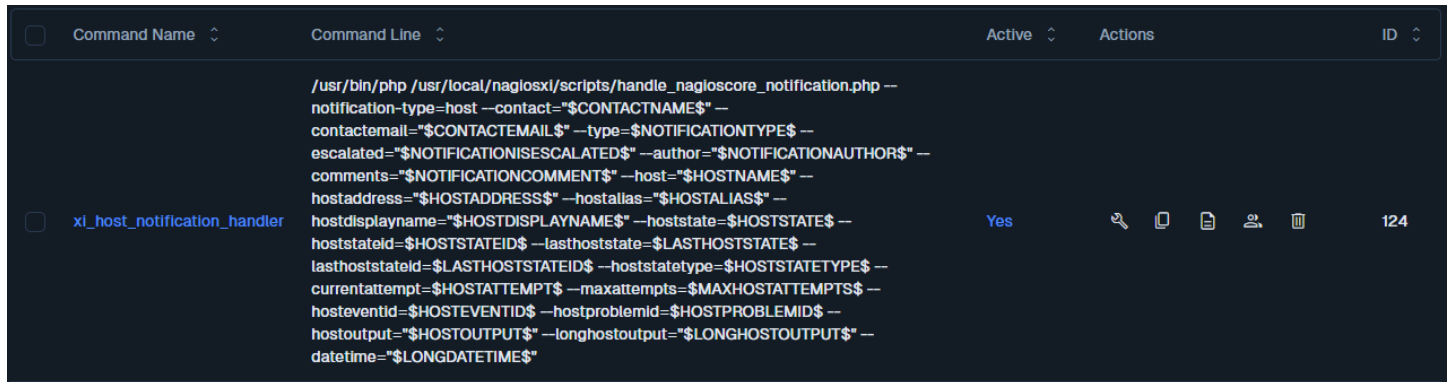 Command Name
Command Line
Active
Actions
ID
/usr/bin/php /usr/local/nagiosxi/scripts/handle_nagioscore_notification.php --
notification-type=host --contact="$CONTACTNAME$" --
contactemail="$CONTACTEMAIL$" --type=$NOTIFICATIONTYPE$ --
escalated="$NOTIFICATIONISESCALATED$" --author="$NOTIFICATIONAUTHOR$" --
comments="$NOTIFICATIONCOMMENT$" --host="$HOSTNAME$" --
hostaddress="$HOSTADDRESS$" --hostalias="$HOSTALIAS$" --
hostdisplayname="$HOSTDISPLAYNAME$" --hoststate=$HOSTSTATE$ --
hoststateid=$HOSTSTATEID$ --lasthoststate=$LASTHOSTSTATE$ --
lasthoststateid=$LASTHOSTSTATEID$ --hoststatetype=$HOSTSTATETYPE$ --
currentattempt=$HOSTATTEMPT$ --maxattempts=$MAXHOSTATTEMPTS$ --
hosteventid=$HOSTEVENTID$ --hostproblemid=$HOSTPROBLEMID$ --
hostoutput="$HOSTOUTPUT$" --longhostoutput="$LONGHOSTOUTPUT$" --
datetime="$LONGDATETIME$"
xi_host_notification_handler
Yes
124